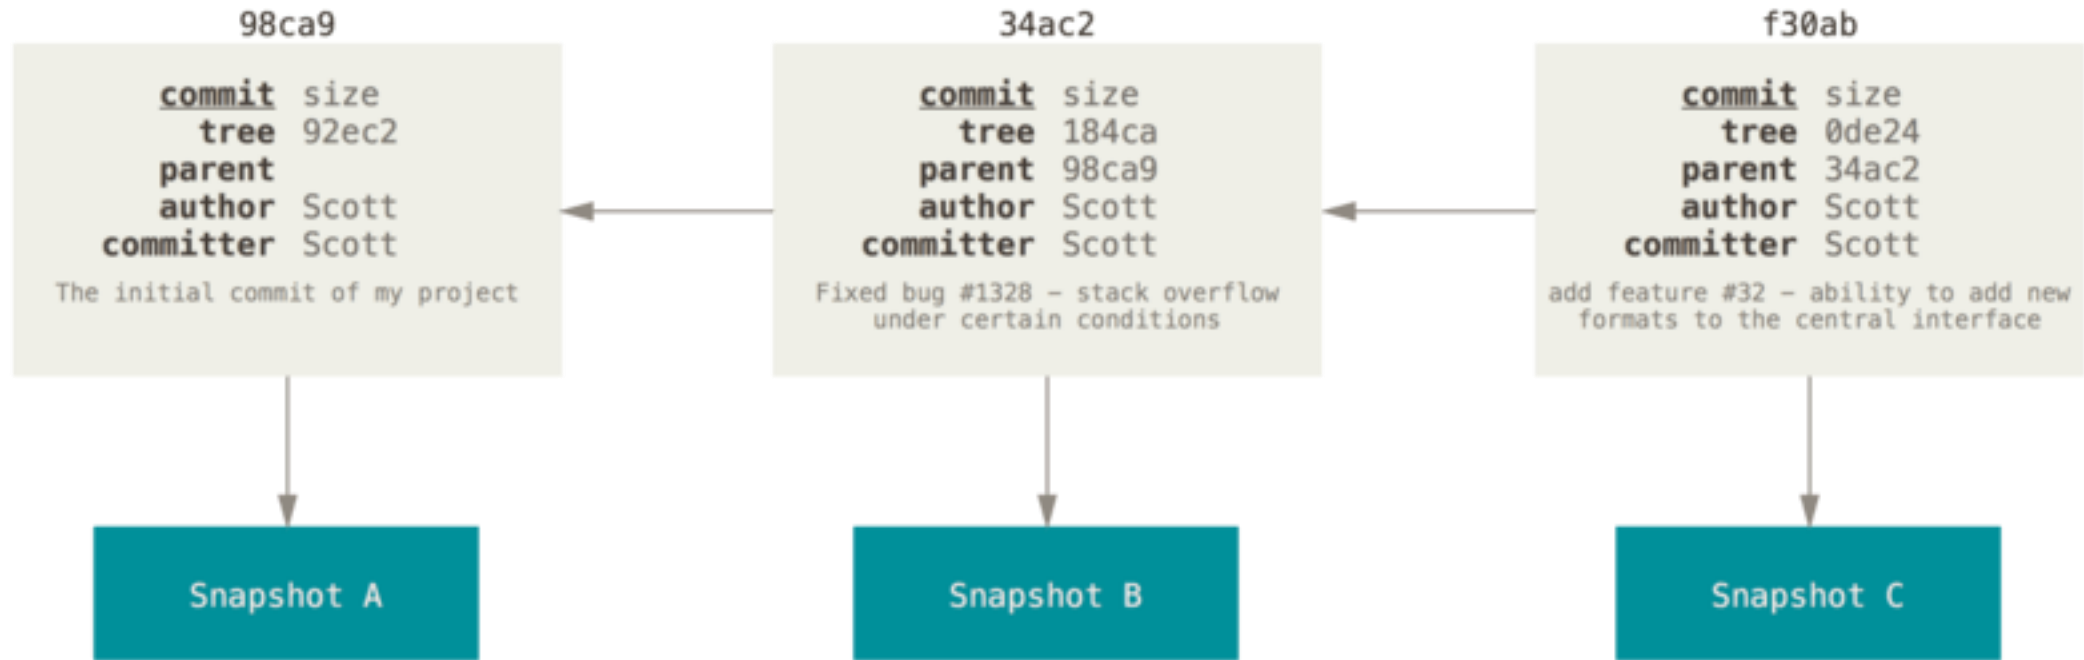 98ca9
commit size
tree 92ec2
parent
author Scott
committer Scott
The initial commit of my project
34ac2
commit size
tree 184ca
parent 98ca9
author Scott
committer Scott
Fixed bug #1328 – stack overflow
under certain conditions
f30ab
commit size
tree 0de24
parent 34ac2
author Scott
committer Scott
add feature #32 – ability to add new
formats to the central interface
Snapshot A
Snapshot B
Snapshot C